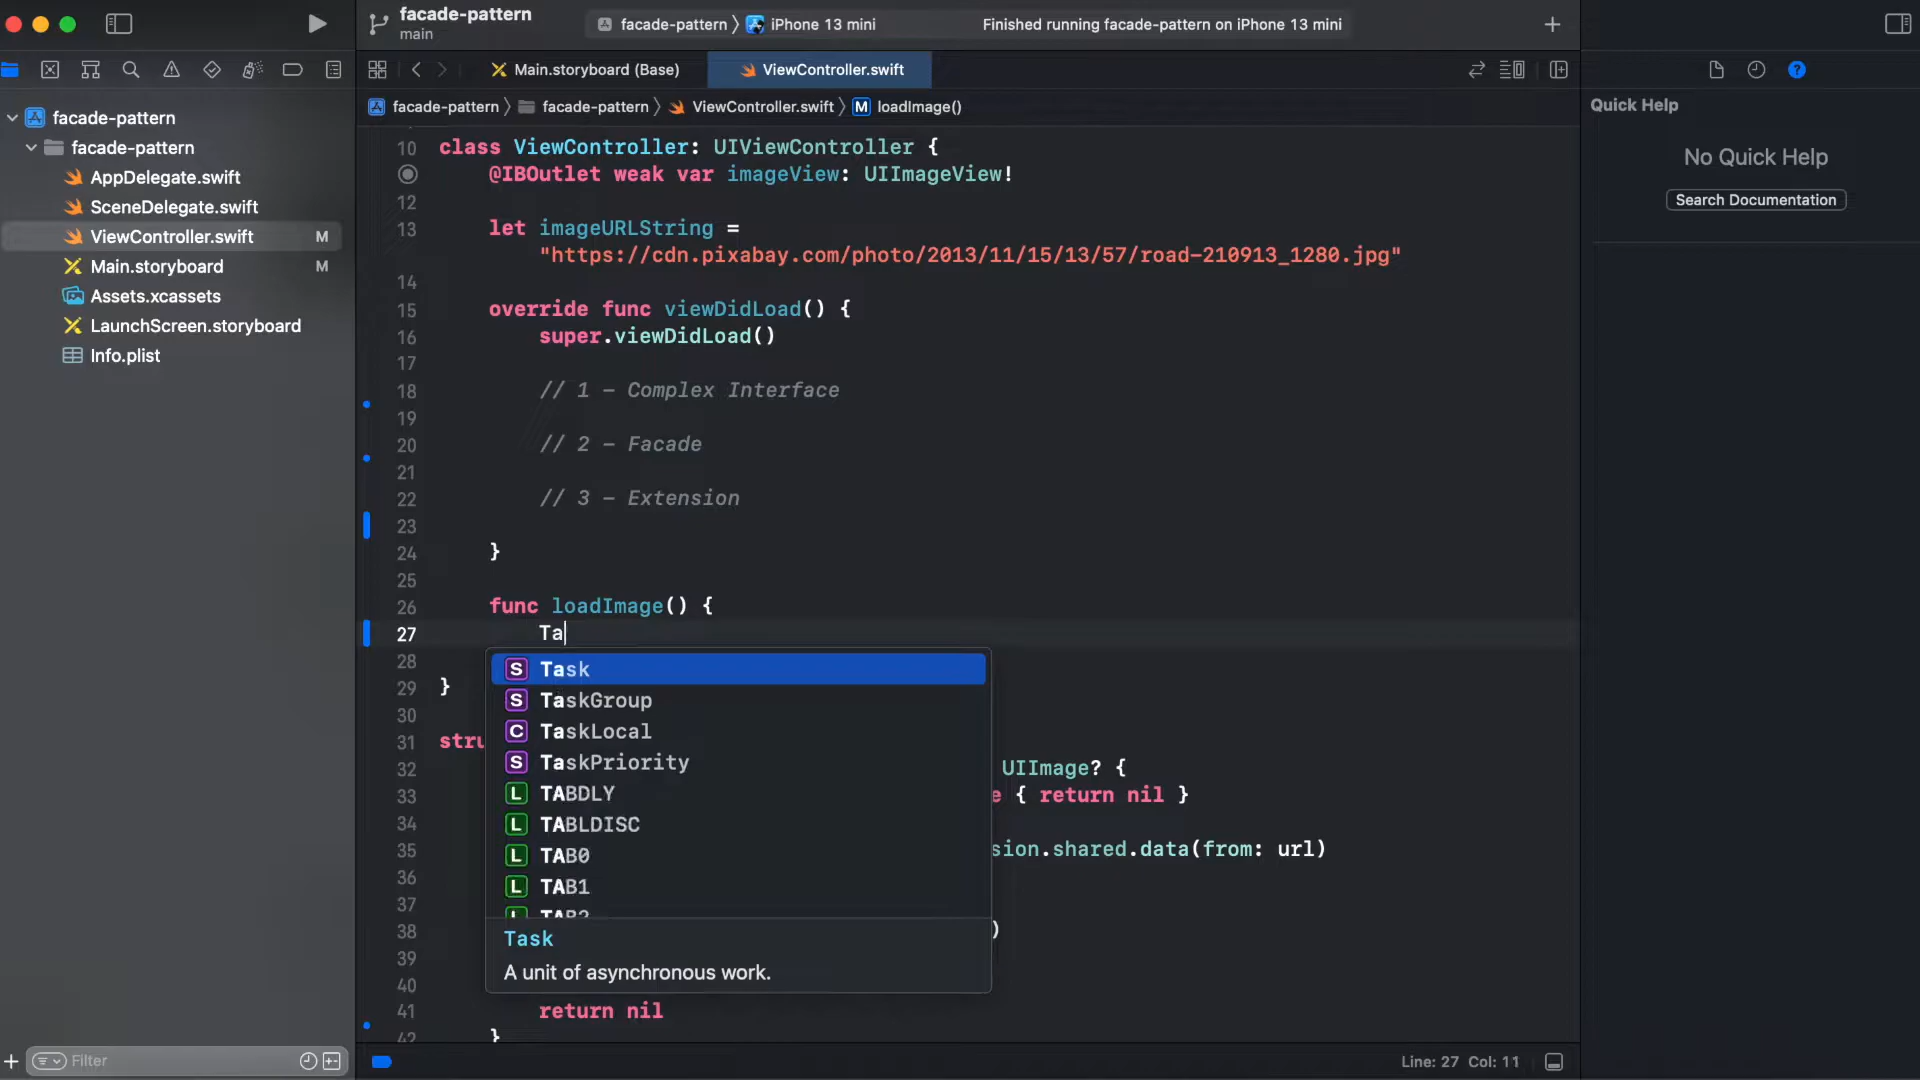 facade-pattern
main
facade-pattern
iPhone 13 mini
Finished running facade-pattern on iPhone 13 mini
Main.storyboard (Base)
ViewController.swift
facade-pattern
facade-pattern
ViewController.swift
M
loadImage()
facade-pattern
facade-pattern
AppDelegate.swift
SceneDelegate.swift
ViewController.swift
M
Main.storyboard
M
Assets.xcassets
LaunchScreen.storyboard
Info.plist
10 class ViewController: UIViewController {
@IBOutlet weak var imageView: UIImageView!
12
13 let imageURLString =
"https://cdn.pixabay.com/photo/2013/11/15/13/57/road-210913_1280.jpg"
14
15 override func viewDidLoad() {
16 super.viewDidLoad()
17
18 // 1 - Complex Interface
19
20 // 2 - Facade
21
22 // 3 - Extension
23
24 }
25
26 func loadImage() {
27 Ta
28
29 }
30
31 stru
32 UIImage? {
33 e { return nil }
34
35 sion.shared.data(from: url)
36
37
38 )
39
40
41 return nil
42 }
S Task
S TaskGroup
C TaskLocal
S TaskPriority
L TABDLY
L TABLDISC
L TAB0
L TAB1
L TAB2
Task
A unit of asynchronous work.
Quick Help
No Quick Help
Search Documentation
Filter
Line: 27 Col: 11